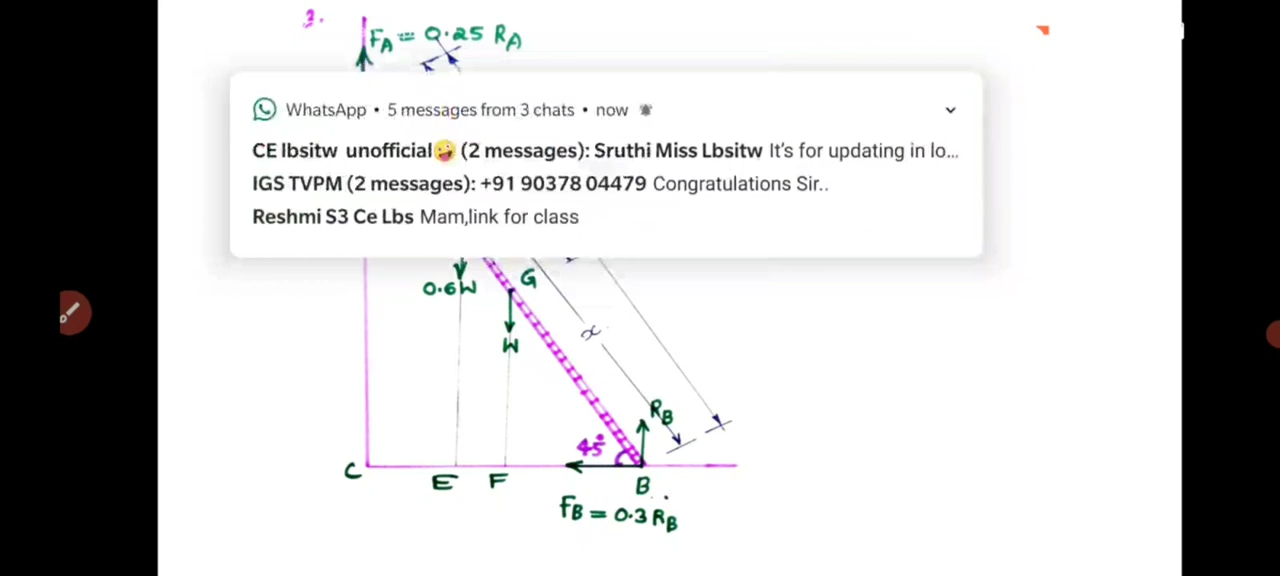 3.
FA = 0.25 RA
WhatsApp • 5 messages from 3 chats • now
CE lbsitw unofficial🤪 (2 messages): Sruthi Miss Lbsitw It's for updating in lo...
IGS TVPM (2 messages): +91 90378 04479 Congratulations Sir..
Reshmi S3 Ce Lbs Mam,link for class
0.6W
G
W
x
RB
45°
C
E
F
B
FB = 0.3 RB